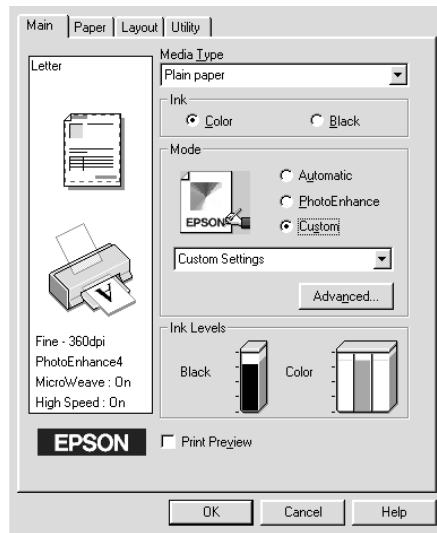 Main Paper Layout Utility
Letter
Fine - 360dpi
PhotoEnhance4
MicroWeave : On
High Speed : On
EPSON
Media Type
Plain paper
Ink
Color Black
Mode
EPSON
Automatic
PhotoEnhance
Custom
Custom Settings
Advanced...
Ink Levels
Black Color
Print Preview
OK Cancel Help